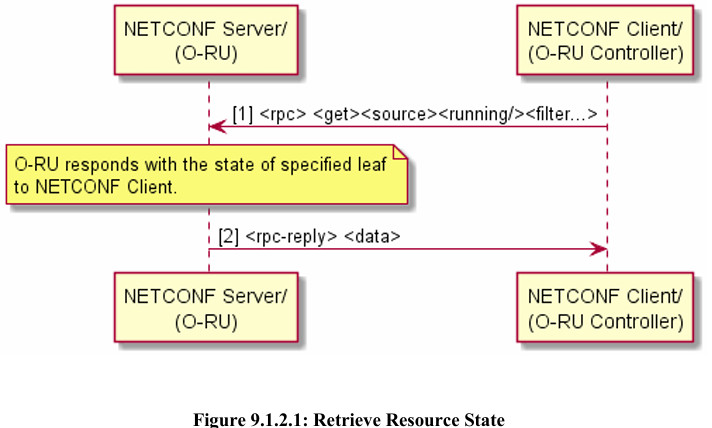 NETCONF Server/
(O-RU)
NETCONF Client/
(O-RU Controller)
[1] <rpc> <get><source><running/><filter...>
O-RU responds with the state of specified leaf
to NETCONF Client.
[2] <rpc-reply> <data>
NETCONF Server/
(O-RU)
NETCONF Client/
(O-RU Controller)
Figure 9.1.2.1: Retrieve Resource State